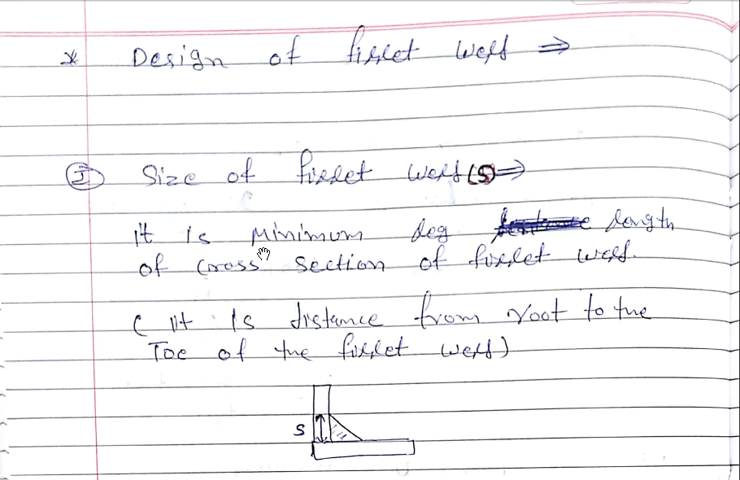 * Design of fillet weld ⇒
① Size of fillet weld (S) ⇒
it is Minimum leg length
of cross section of fillet weld.
( it is distance from root to the
Toe of the fillet weld)
S